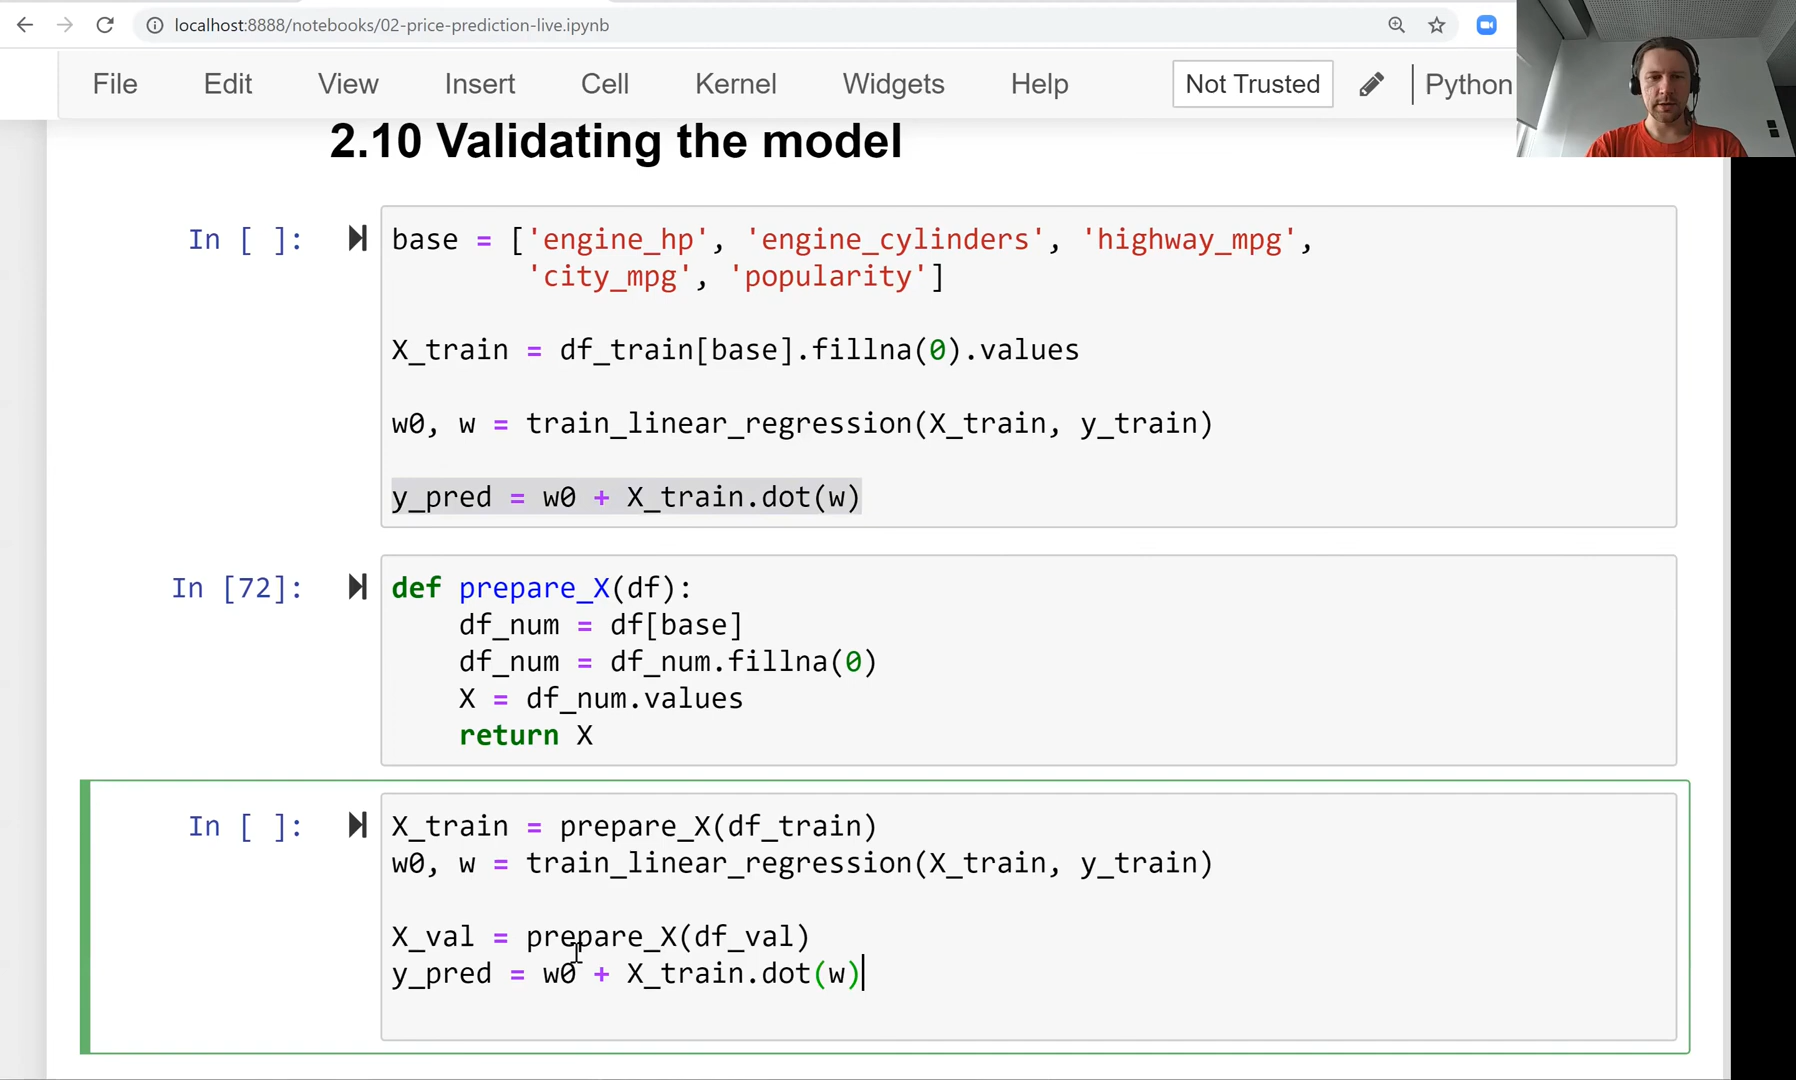 localhost:8888/notebooks/02-price-prediction-live.ipynb
File Edit View Insert Cell Kernel Widgets Help Not Trusted Python
2.10 Validating the model
In [ ]:
base = ['engine_hp', 'engine_cylinders', 'highway_mpg',
'city_mpg', 'popularity']
X_train = df_train[base].fillna(0).values
w0, w = train_linear_regression(X_train, y_train)
y_pred = w0 + X_train.dot(w)
In [72]:
def prepare_X(df):
df_num = df[base]
df_num = df_num.fillna(0)
X = df_num.values
return X
In [ ]:
X_train = prepare_X(df_train)
w0, w = train_linear_regression(X_train, y_train)
X_val = prepare_X(df_val)
y_pred = w0 + X_train.dot(w)